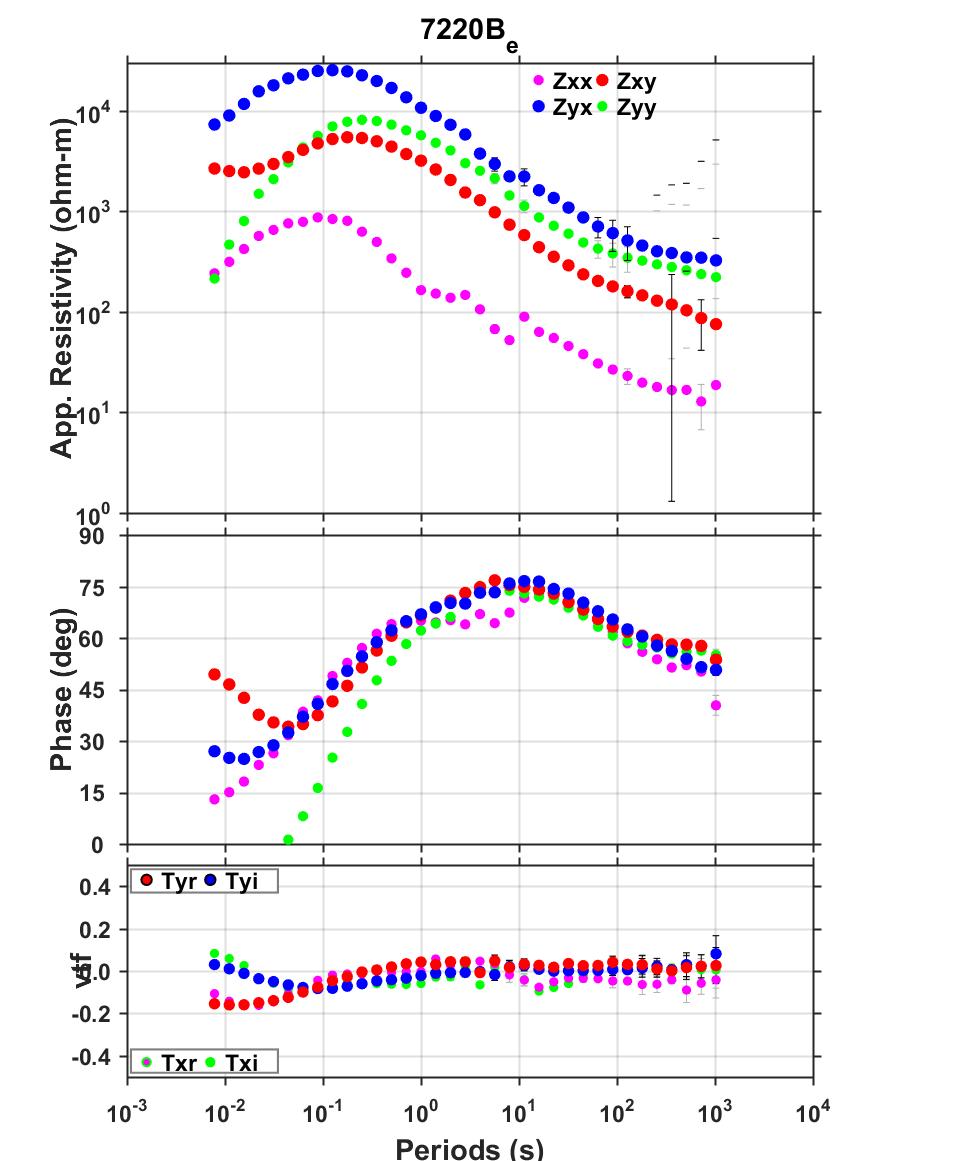 7220Be
Zxx Zxy
Zyx Zyy
App. Resistivity (ohm-m)
10^4
10^3
10^2
10^1
10^0
Phase (deg)
90
75
60
45
30
15
0
Tyr Tyi
vtf
0.4
0.2
0.0
-0.2
-0.4
Txr Txi
10^-3 10^-2 10^-1 10^0 10^1 10^2 10^3 10^4
Periods (s)